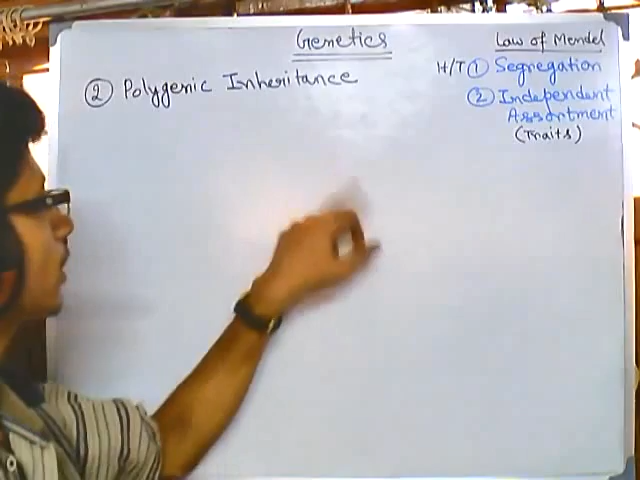 Genetics
② Polygenic Inheritance
Law of Mendel
H/T ① Segregation
② Independent
Assortment
(Traits)